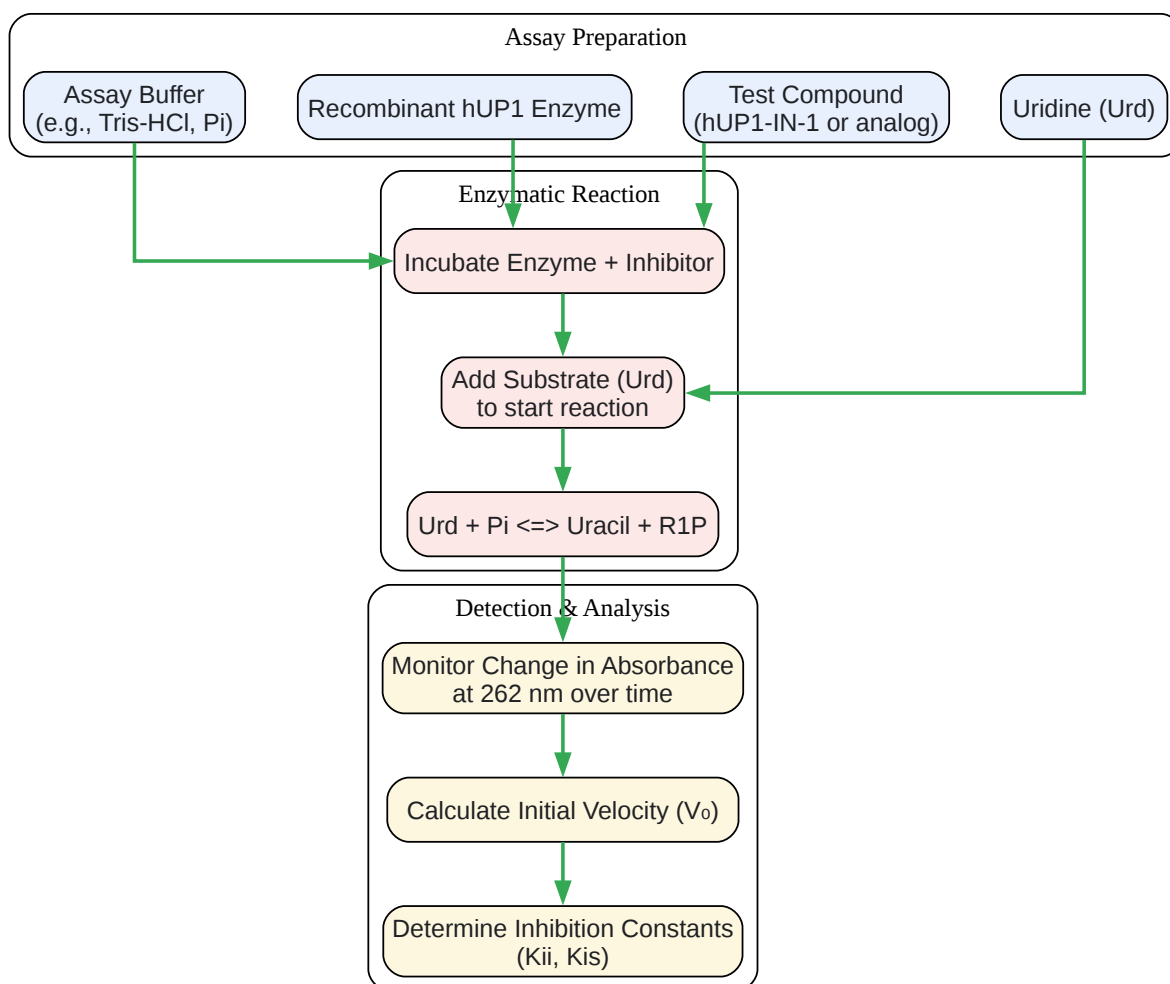 Assay Preparation
Assay Buffer
(e.g., Tris-HCl, Pi)
Recombinant hUP1 Enzyme
Test Compound
(hUP1-IN-1 or analog)
Uridine (Urd)
Enzymatic Reaction
Incubate Enzyme + Inhibitor
Add Substrate (Urd)
to start reaction
Urd + Pi <=> Uracil + R1P
Detection & Analysis
Monitor Change in Absorbance
at 262 nm over time
Calculate Initial Velocity (V₀)
Determine Inhibition Constants
(Kii, Kis)